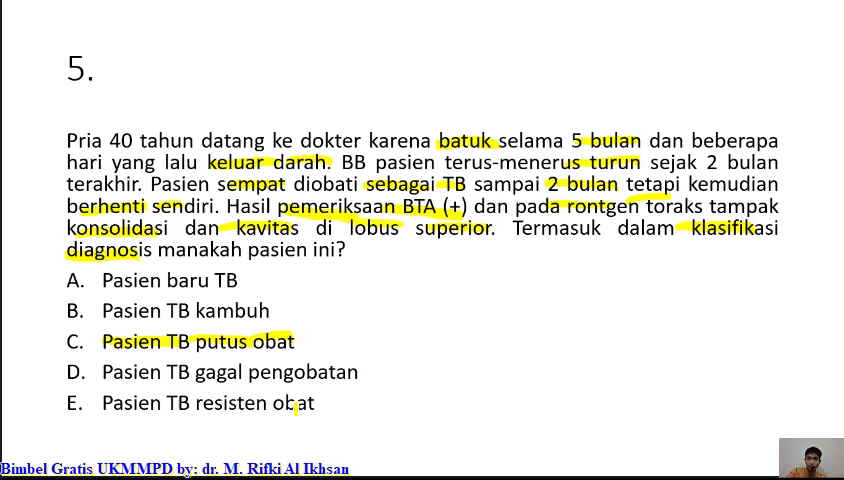 5.
Pria 40 tahun datang ke dokter karena batuk selama 5 bulan dan beberapa
hari yang lalu keluar darah. BB pasien terus-menerus turun sejak 2 bulan
terakhir. Pasien sempat diobati sebagai TB sampai 2 bulan tetapi kemudian
berhenti sendiri. Hasil pemeriksaan BTA (+) dan pada rontgen toraks tampak
konsolidasi dan kavitas di lobus superior. Termasuk dalam klasifikasi
diagnosis manakah pasien ini?
A. Pasien baru TB
B. Pasien TB kambuh
C. Pasien TB putus obat
D. Pasien TB gagal pengobatan
E. Pasien TB resisten obat
Bimbel Gratis UKMMPD by: dr. M. Rifki Al Ikhsan